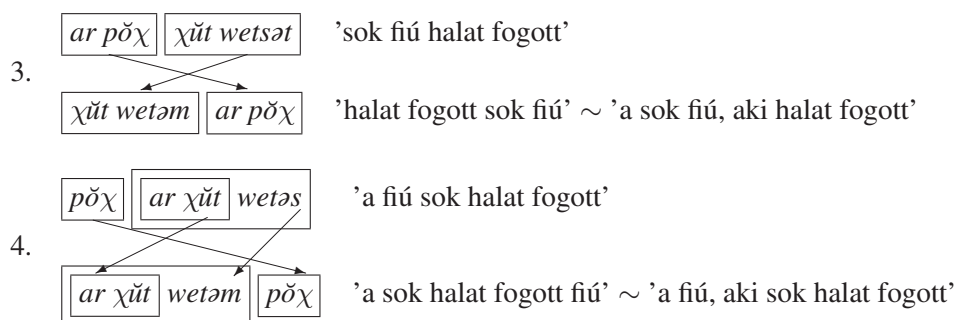 ar pŏχ χŭt wetsət 'sok fiú halat fogott'
3.
χŭt wetəm ar pŏχ 'halat fogott sok fiú' ∼ 'a sok fiú, aki halat fogott'
pŏχ ar χŭt wetəs 'a fiú sok halat fogott'
4.
ar χŭt wetəm pŏχ 'a sok halat fogott fiú' ∼ 'a fiú, aki sok halat fogott'